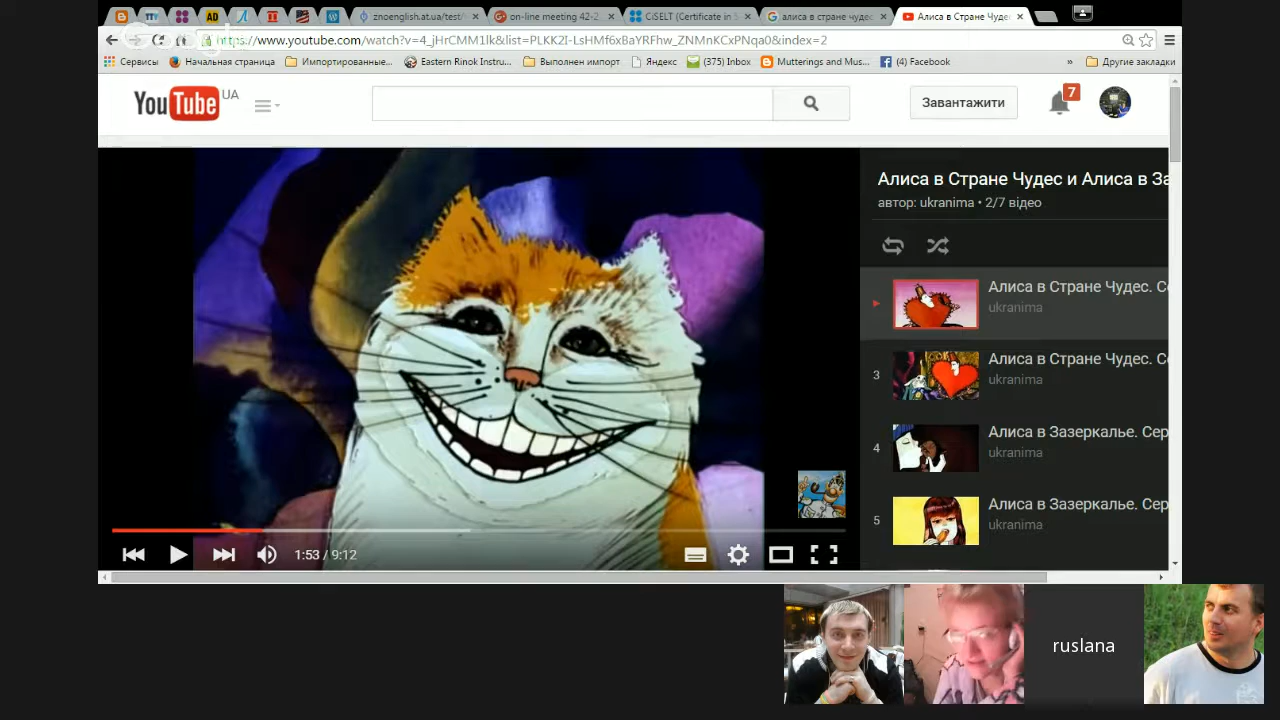 znoenglish.at.ua/test/
on-line meeting 42-2
CiSELT (Certificate in S
алиса в стране чудес
Алиса в Стране Чудес
https://www.youtube.com/watch?v=4_jHrCMM1lk&list=PLKK2I-LsHMf6xBaYRFhw_ZNMnKCxPNqa0&index=2
Сервисы
Начальная страница
Импортированные...
Eastern Rinok Instru...
Выполнен импорт
Яндекс
(375) Inbox
Mutterings and Mus...
(4) Facebook
»
Другие закладки
YouTube UA
Завантажити
7
Алиса в Стране Чудес и Алиса в За
автор: ukranima • 2/7 відео
Алиса в Стране Чудес. Се
ukranima
3
Алиса в Стране Чудес. Се
ukranima
4
Алиса в Зазеркалье. Сер
ukranima
5
Алиса в Зазеркалье. Сер
ukranima
1:53 / 9:12
ruslana